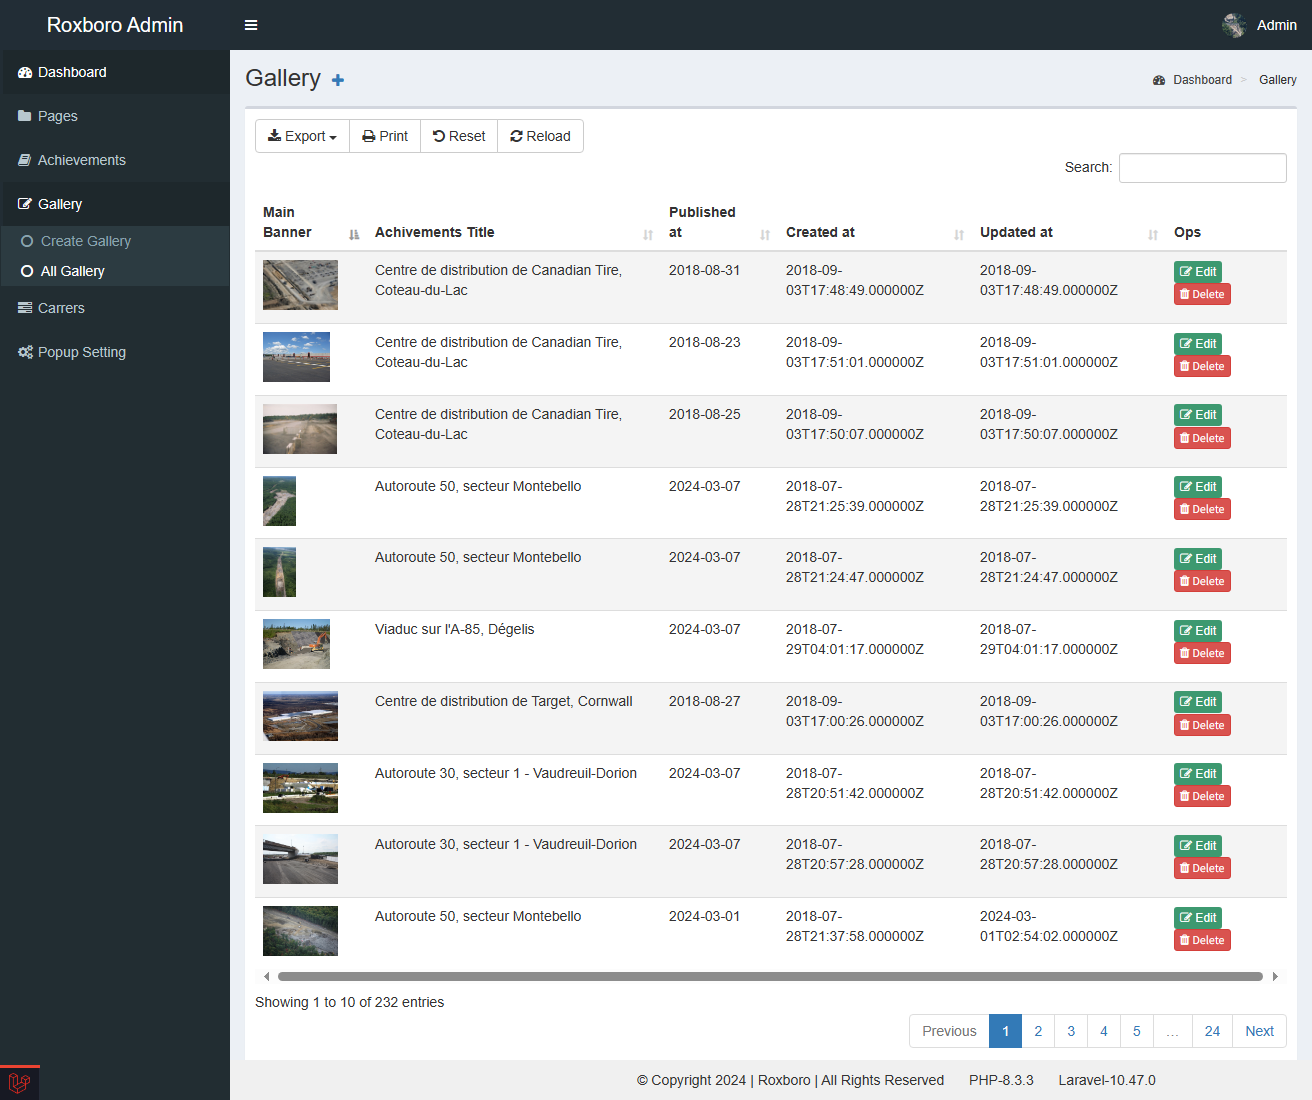 Roxboro Admin
Admin
Dashboard
Pages
Achievements
Gallery
Create Gallery
All Gallery
Carrers
Popup Setting
Gallery
Dashboard > Gallery
Export Print Reset Reload
Search:
Main Banner Achivements Title Published at Created at Updated at Ops
Centre de distribution de Canadian Tire, 2018-08-31 2018-09- 2018-09- Edit
Coteau-du-Lac 03T17:48:49.000000Z 03T17:48:49.000000Z Delete
Centre de distribution de Canadian Tire, 2018-08-23 2018-09- 2018-09- Edit
Coteau-du-Lac 03T17:51:01.000000Z 03T17:51:01.000000Z Delete
Centre de distribution de Canadian Tire, 2018-08-25 2018-09- 2018-09- Edit
Coteau-du-Lac 03T17:50:07.000000Z 03T17:50:07.000000Z Delete
Autoroute 50, secteur Montebello 2024-03-07 2018-07- 2018-07- Edit
28T21:25:39.000000Z 28T21:25:39.000000Z Delete
Autoroute 50, secteur Montebello 2024-03-07 2018-07- 2018-07- Edit
28T21:24:47.000000Z 28T21:24:47.000000Z Delete
Viaduc sur l'A-85, Dégelis 2024-03-07 2018-07- 2018-07- Edit
29T04:01:17.000000Z 29T04:01:17.000000Z Delete
Centre de distribution de Target, Cornwall 2018-08-27 2018-09- 2018-09- Edit
03T17:00:26.000000Z 03T17:00:26.000000Z Delete
Autoroute 30, secteur 1 - Vaudreuil-Dorion 2024-03-07 2018-07- 2018-07- Edit
28T20:51:42.000000Z 28T20:51:42.000000Z Delete
Autoroute 30, secteur 1 - Vaudreuil-Dorion 2024-03-07 2018-07- 2018-07- Edit
28T20:57:28.000000Z 28T20:57:28.000000Z Delete
Autoroute 50, secteur Montebello 2024-03-01 2018-07- 2024-03- Edit
28T21:37:58.000000Z 01T02:54:02.000000Z Delete
Showing 1 to 10 of 232 entries
Previous 1 2 3 4 5 … 24 Next
© Copyright 2024 | Roxboro | All Rights Reserved PHP-8.3.3 Laravel-10.47.0